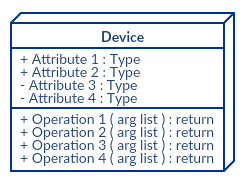 Device
+ Attribute 1 : Type
+ Attribute 2 : Type
- Attribute 3 : Type
- Attribute 4 : Type
+ Operation 1 ( arg list ) : return
+ Operation 2 ( arg list ) : return
+ Operation 3 ( arg list ) : return
+ Operation 4 ( arg list ) : return